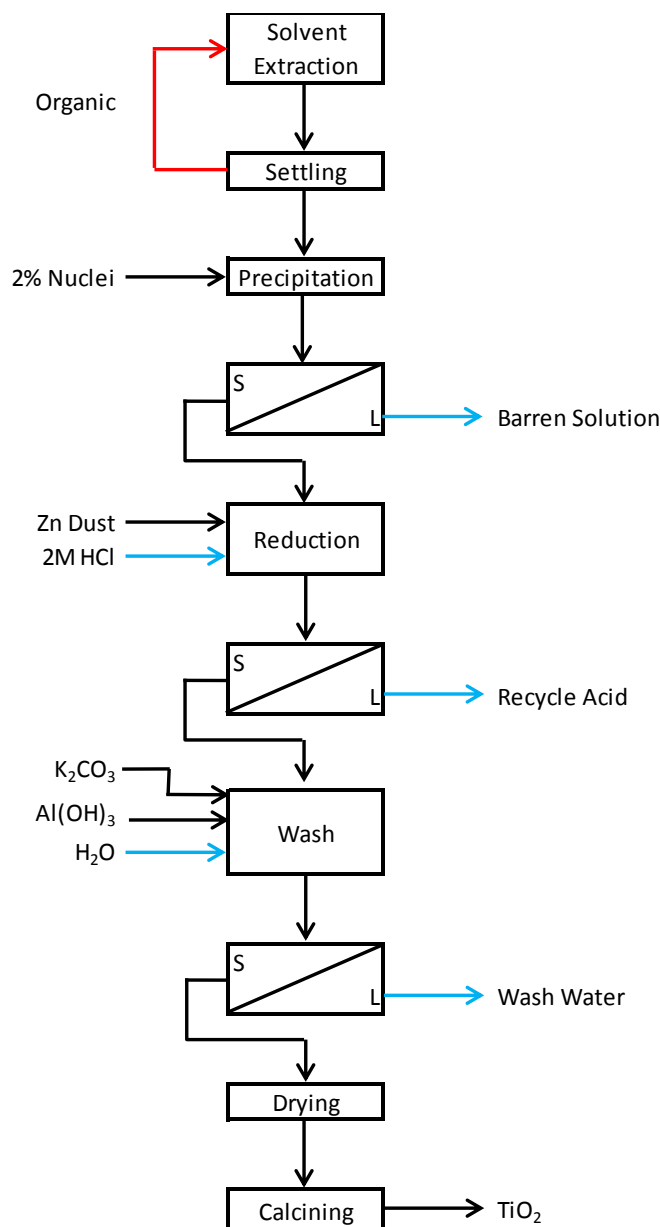 Solvent
Extraction
Organic
Settling
2% Nuclei
Precipitation
S
L
Barren Solution
Zn Dust
2M HCl
Reduction
S
L
Recycle Acid
K₂CO₃
Al(OH)₃
H₂O
Wash
S
L
Wash Water
Drying
Calcining
TiO₂